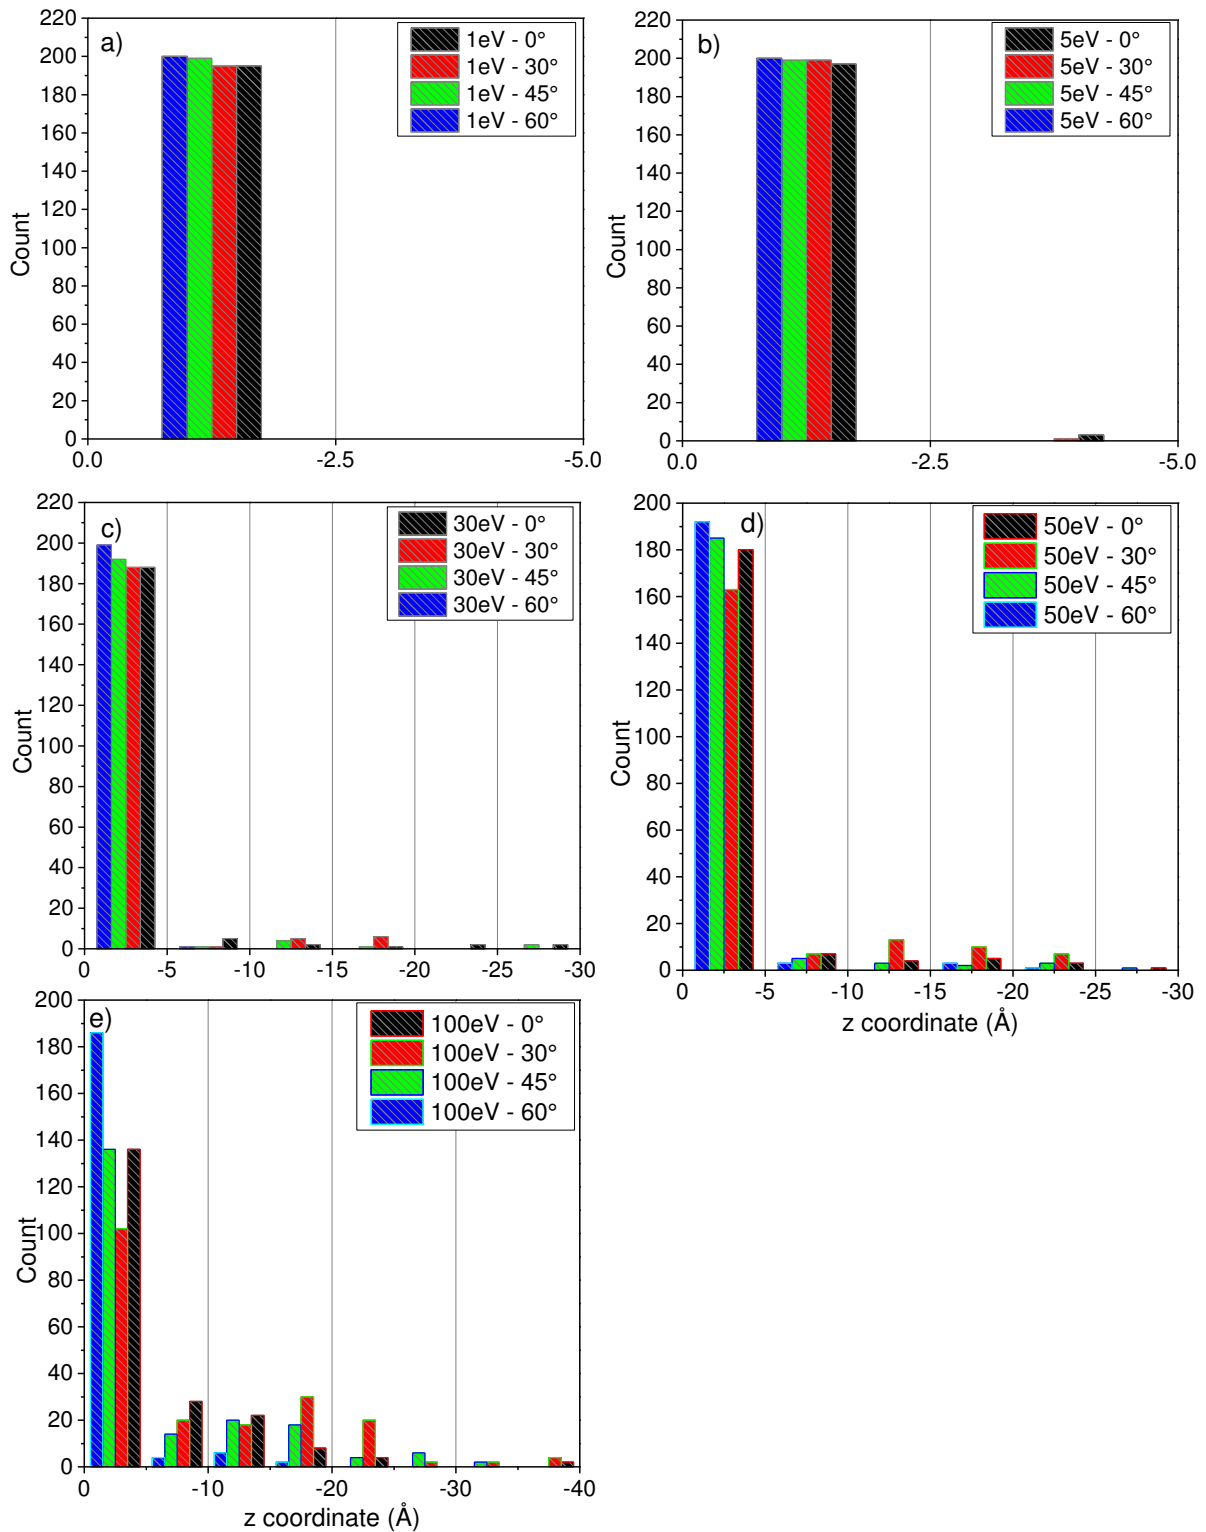 a)
1eV - 0°
1eV - 30°
1eV - 45°
1eV - 60°
220
200
180
160
140
120
100
80
60
40
20
0
Count
0.0 -2.5 -5.0
b)
5eV - 0°
5eV - 30°
5eV - 45°
5eV - 60°
220
200
180
160
140
120
100
80
60
40
20
0
Count
0.0 -2.5 -5.0
c)
30eV - 0°
30eV - 30°
30eV - 45°
30eV - 60°
220
200
180
160
140
120
100
80
60
40
20
0
Count
0 -5 -10 -15 -20 -25 -30
d)
50eV - 0°
50eV - 30°
50eV - 45°
50eV - 60°
200
180
160
140
120
100
80
60
40
20
0
Count
0 -5 -10 -15 -20 -25 -30
z coordinate (Å)
e)
100eV - 0°
100eV - 30°
100eV - 45°
100eV - 60°
200
180
160
140
120
100
80
60
40
20
0
Count
0 -10 -20 -30 -40
z coordinate (Å)